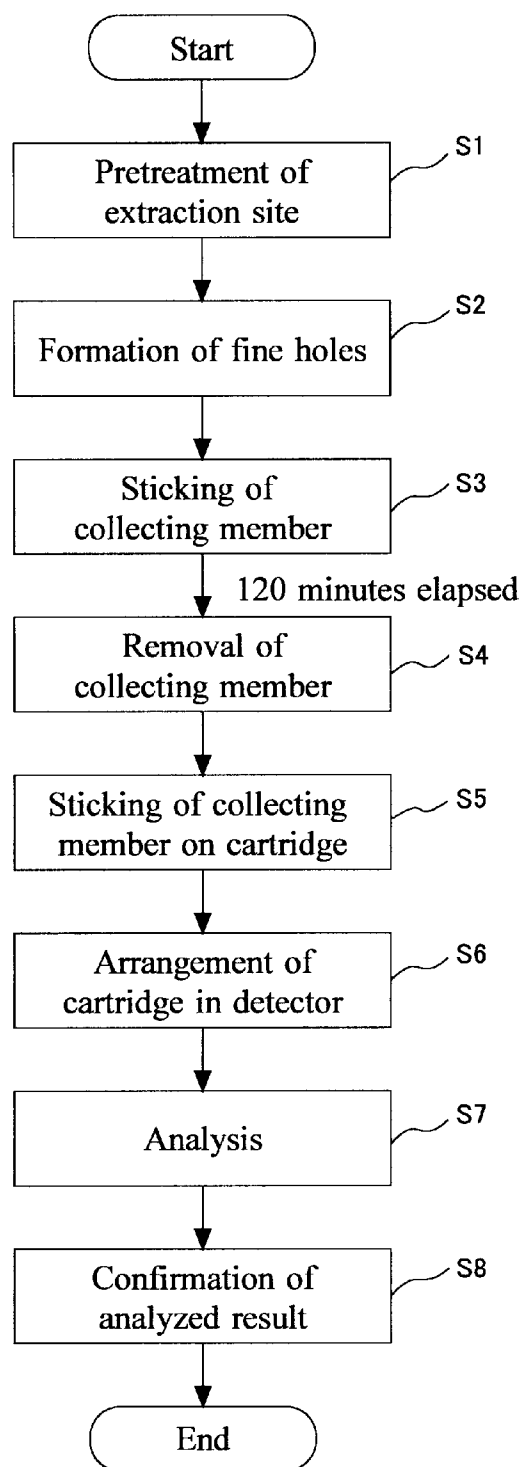 Start
S1
Pretreatment of
extraction site
S2
Formation of fine holes
S3
Sticking of
collecting member
120 minutes elapsed
S4
Removal of
collecting member
S5
Sticking of collecting
member on cartridge
S6
Arrangement of
cartridge in detector
S7
Analysis
S8
Confirmation of
analyzed result
End